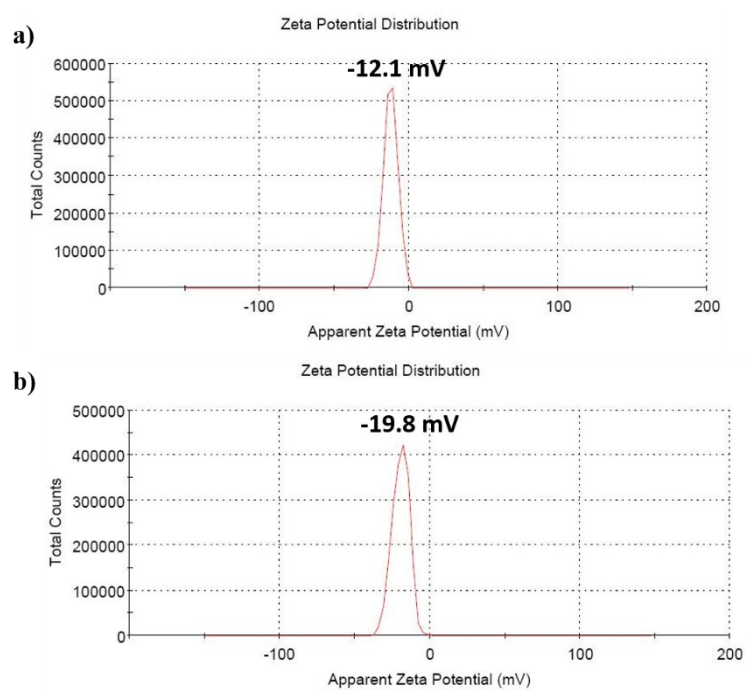 a)
Zeta Potential Distribution
-12.1 mV
600000
500000
400000
300000
200000
100000
0
Total Counts
-100 0 100 200
Apparent Zeta Potential (mV)
b)
Zeta Potential Distribution
-19.8 mV
500000
400000
300000
200000
100000
0
Total Counts
-100 0 100 200
Apparent Zeta Potential (mV)